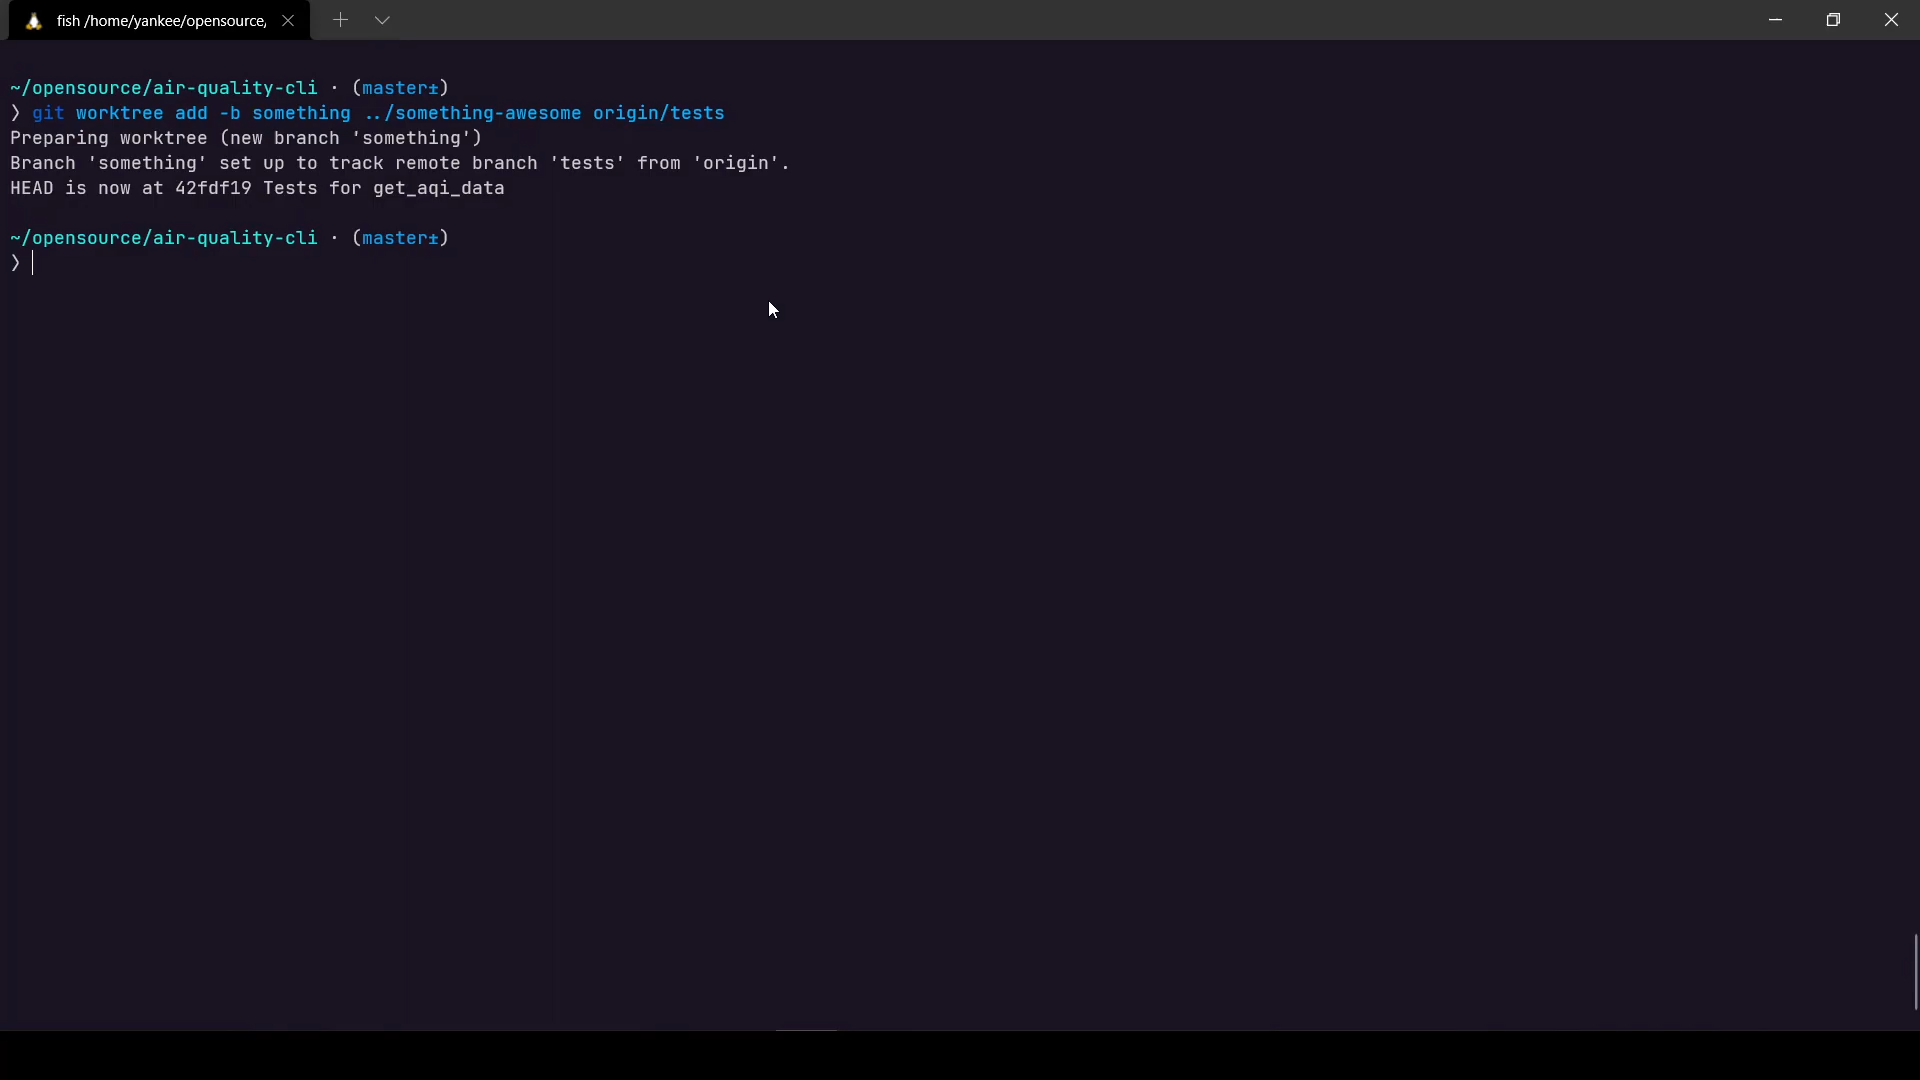 fish /home/yankee/opensource,
~/opensource/air-quality-cli · (master±)
❯ git worktree add -b something ../something-awesome origin/tests
Preparing worktree (new branch 'something')
Branch 'something' set up to track remote branch 'tests' from 'origin'.
HEAD is now at 42fdf19 Tests for get_aqi_data
~/opensource/air-quality-cli · (master±)
❯